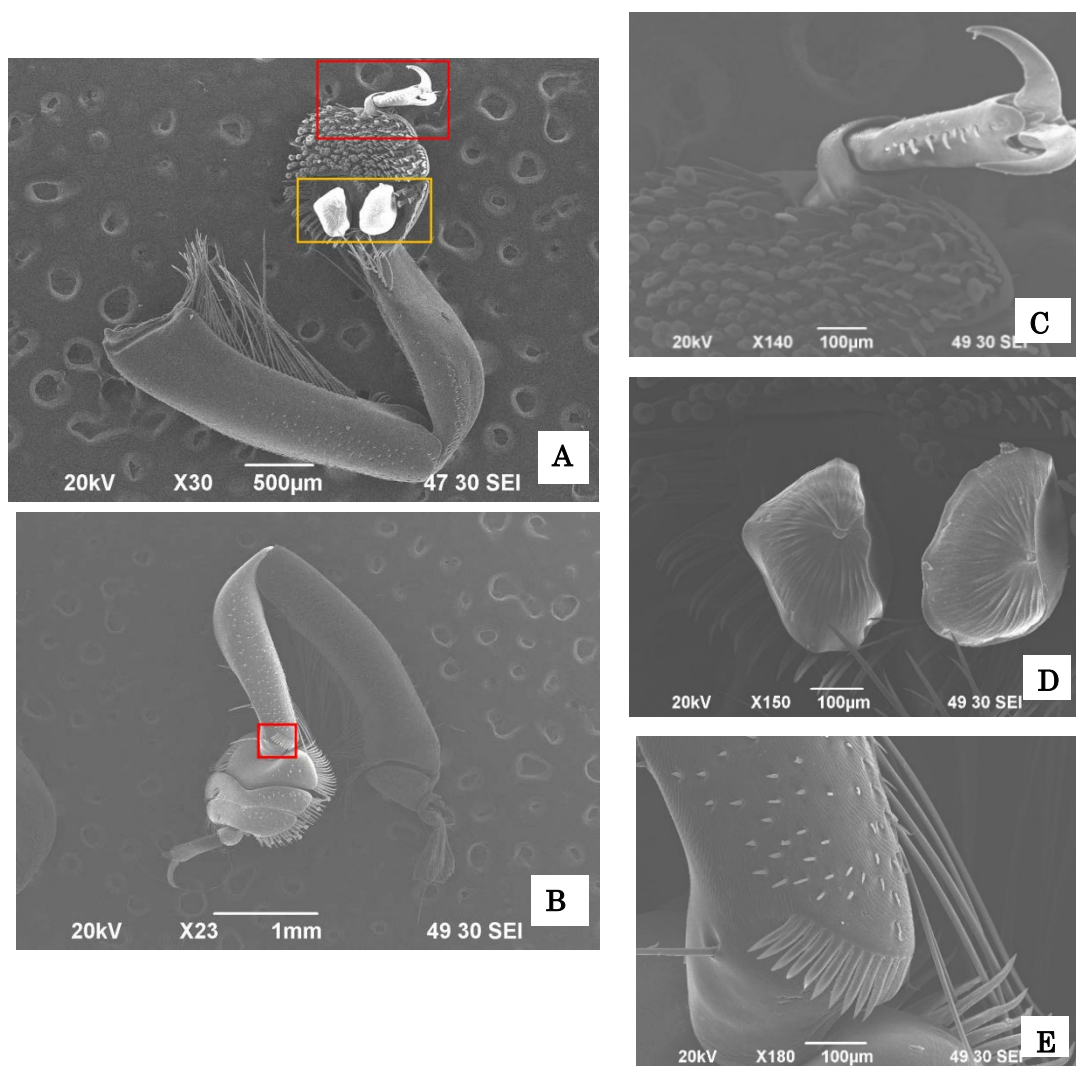 20kV X30 500µm 47 30 SEI
A
20kV X23 1mm 49 30 SEI
B
20kV X140 100µm 49 30 SEI
C
20kV X150 100µm 49 30 SEI
D
20kV X180 100µm 49 30 SEI
E